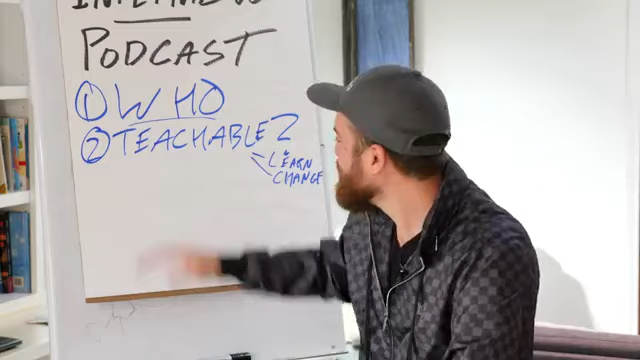 PODCAST
① WHO
② TEACHABLE?
LEARN
CHANGE